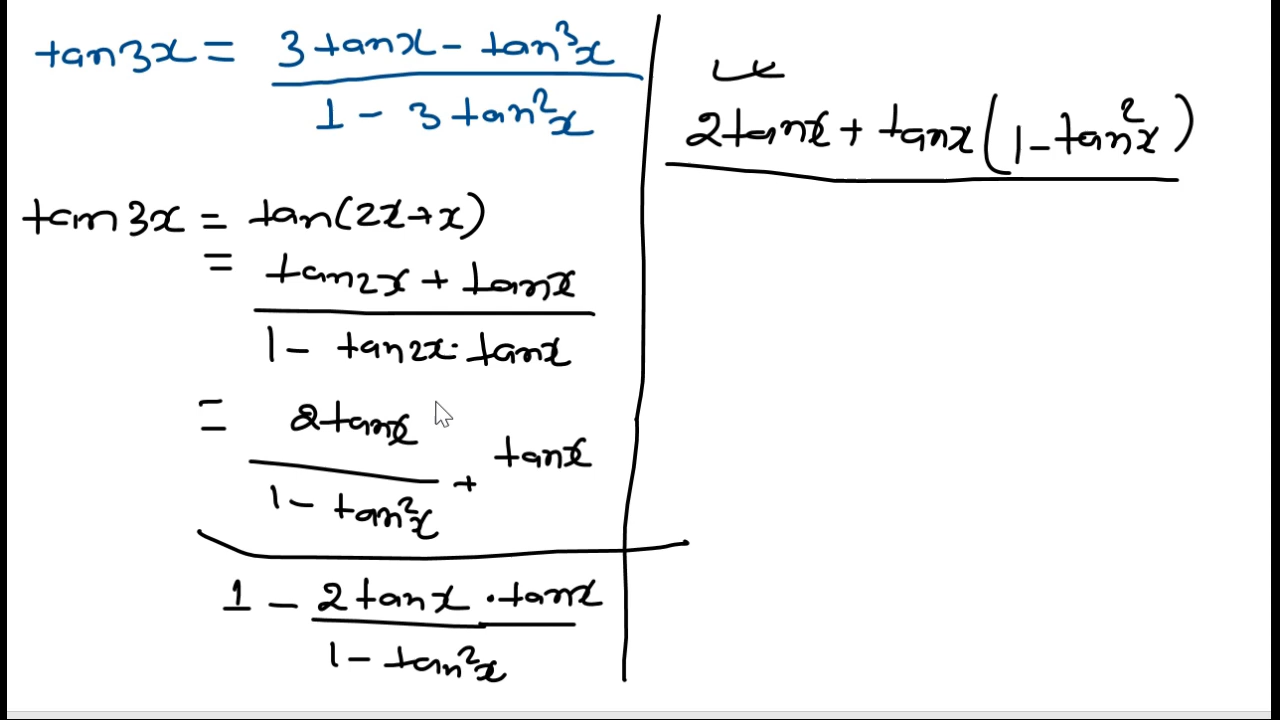 tan3x = 3tanx - tan³x
1 - 3tan²x
tan3x = tan(2x+x)
= tan2x + tanx
1 - tan2x · tanx
= 2tanx
1 - tan²x + tanx
1 - 2tanx · tanx
1 - tan²x
2tanx + tanx(1-tan²x)